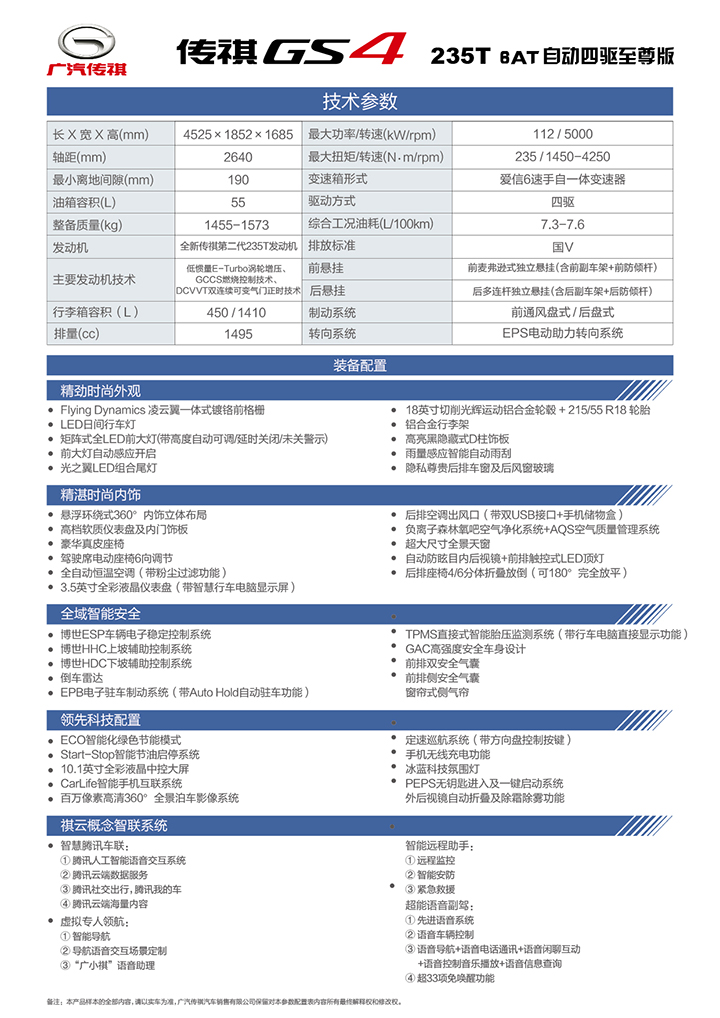 广汽传祺
传祺GS4 235T 6AT自动四驱至尊版
技术参数
长 X 宽 X 高(mm) 4525×1852×1685 最大功率/转速(kW/rpm) 112 / 5000
轴距(mm) 2640 最大扭矩/转速(N·m/rpm) 235 / 1450-4250
最小离地间隙(mm) 190 变速箱形式 爱信6速手自一体变速器
油箱容积(L) 55 驱动方式 四驱
整备质量(kg) 1455-1573 综合工况油耗(L/100km) 7.3-7.6
发动机 全新传祺第二代235T发动机 排放标准 国V
主要发动机技术 低惯量E-Turbo涡轮增压、
GCCS燃烧控制技术、
DCVVT双连续可变气门正时技术
前悬挂 前麦弗逊式独立悬挂(含前副车架+前防倾杆)
后悬挂 后多连杆独立悬挂(含后副车架+后防倾杆)
行李箱容积（L） 450 / 1410 制动系统 前通风盘式 / 后盘式
排量(cc) 1495 转向系统 EPS电动助力转向系统
装备配置
精劲时尚外观
• Flying Dynamics 凌云翼一体式镀铬前格栅
• LED日间行车灯
• 矩阵式全LED前大灯(带高度自动可调/延时关闭/未关警示)
• 前大灯自动感应开启
• 光之翼LED组合尾灯
• 18英寸切削光辉运动铝合金轮毂 + 215/55 R18 轮胎
• 铝合金行李架
• 高亮黑隐藏式D柱饰板
• 雨量感应智能自动雨刮
• 隐私尊贵后排车窗及后风窗玻璃
精湛时尚内饰
• 悬浮环绕式360°内饰立体布局
• 高档软质仪表盘及内门饰板
• 豪华真皮座椅
• 驾驶席电动座椅6向调节
• 全自动恒温空调（带粉尘过滤功能）
• 3.5英寸全彩液晶仪表盘（带智慧行车电脑显示屏）
• 后排空调出风口（带双USB接口+手机储物盒）
• 负离子森林氧吧空气净化系统+AQS空气质量管理系统
• 超大尺寸全景天窗
• 自动防眩目内后视镜+前排触控式LED顶灯
• 后排座椅4/6分体折叠放倒（可180°完全放平）
全域智能安全
• 博世ESP车辆电子稳定控制系统
• 博世HHC上坡辅助控制系统
• 博世HDC下坡辅助控制系统
• 倒车雷达
• EPB电子驻车制动系统（带Auto Hold自动驻车功能）
• TPMS直接式智能胎压监测系统（带行车电脑直接显示功能）
• GAC高强度安全车身设计
• 前排双安全气囊
• 前排侧安全气囊
窗帘式侧气帘
领先科技配置
• ECO智能化绿色节能模式
• Start-Stop智能节油启停系统
• 10.1英寸全彩液晶中控大屏
• CarLife智能手机互联系统
• 百万像素高清360°全景泊车影像系统
• 定速巡航系统（带方向盘控制按键）
• 手机无线充电功能
• 冰蓝科技氛围灯
• PEPS无钥匙进入及一键启动系统
外后视镜自动折叠及除霜除雾功能
祺云概念智联系统
• 智慧腾讯车联：
① 腾讯人工智能语音交互系统
② 腾讯云端数据服务
③ 腾讯社交出行，腾讯我的车
④ 腾讯云端海量内容
• 虚拟专人领航：
① 智能导航
② 导航语音交互场景定制
③ “广小祺”语音助理
智能远程助手：
① 远程监控
② 智能安防
• ③ 紧急救援
超能语音副驾：
① 先进语音系统
② 语音车辆控制
③ 语音导航+语音电话通讯+语音闲聊互动
+语音控制音乐播放+语音信息查询
④ 超33项免唤醒功能
备注：本产品样本的全部内容，请以实车为准，广汽传祺汽车销售有限公司保留对本参数配置表内容所有最终解释权和修改权。